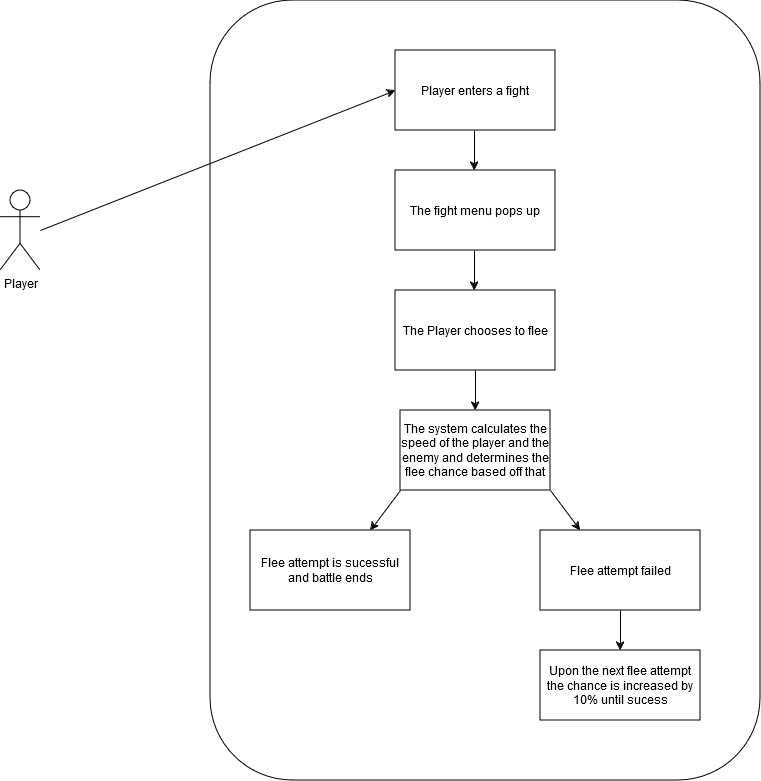 Player enters a fight
The fight menu pops up
Player
The Player chooses to flee
The system calculates the
speed of the player and the
enemy and determines the
flee chance based off that
Flee attempt is sucessful
and battle ends
Flee attempt failed
Upon the next flee attempt
the chance is increased by
10% until sucess